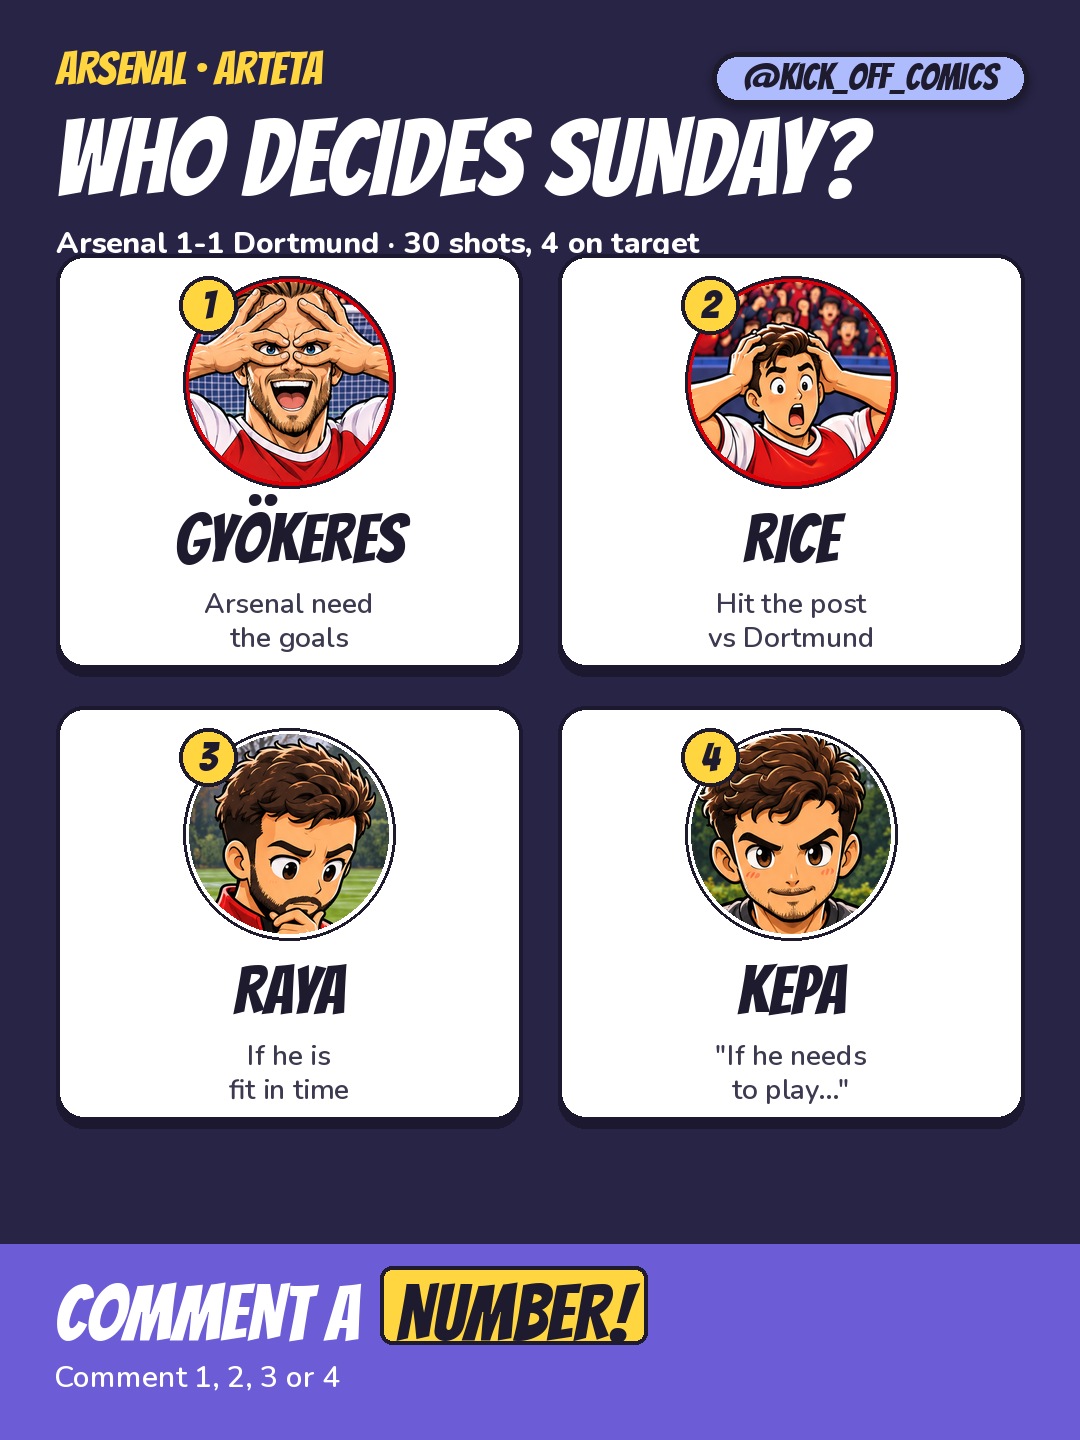 ARSENAL · ARTETA
@KICK_OFF_COMICS
WHO DECIDES SUNDAY?
Arsenal 1-1 Dortmund · 30 shots, 4 on target
1
GYÖKERES
Arsenal need
the goals
2
RICE
Hit the post
vs Dortmund
3
RAYA
If he is
fit in time
4
KEPA
"If he needs
to play..."
COMMENT A NUMBER!
Comment 1, 2, 3 or 4